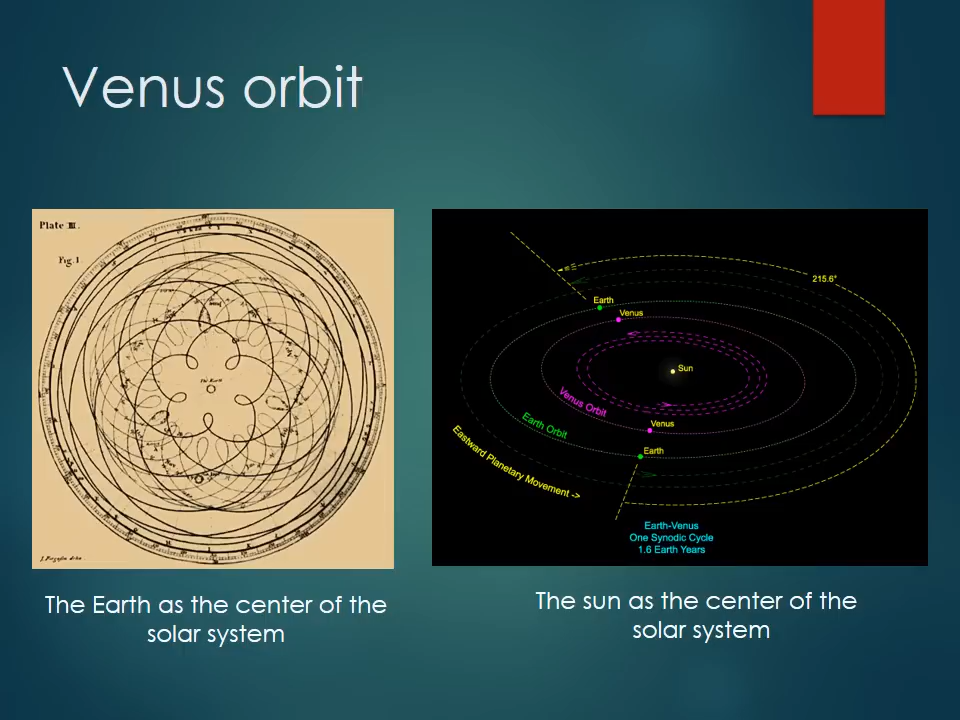 Venus orbit
Plate III.
Fig. 1
The Earth
The Earth as the center of the
solar system
215.6°
Earth
Venus
Sun
Venus Orbit
Earth Orbit
Venus
Earth
Eastward Planetary Movement ->
Earth-Venus
One Synodic Cycle
1.6 Earth Years
The sun as the center of the
solar system